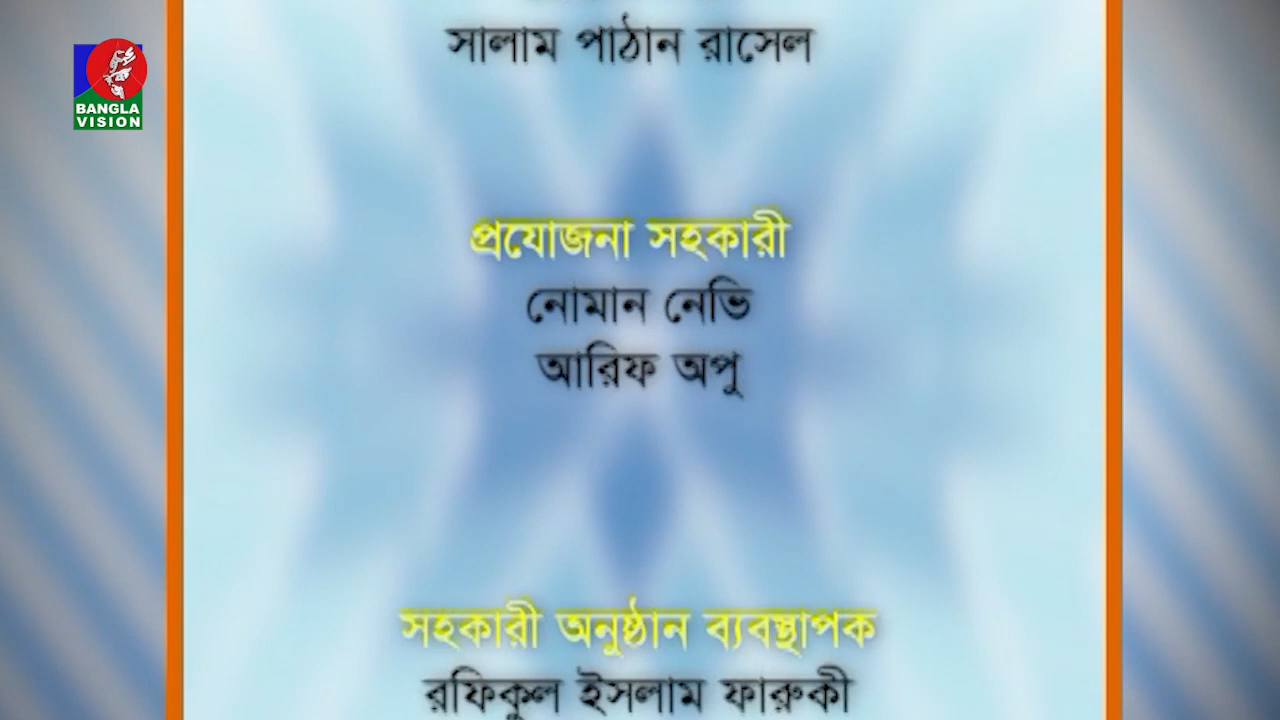 BANGLA
VISION
সালাম পাঠান রাসেল
প্রযোজনা সহকারী
নোমান নেভি
আরিফ অপু
সহকারী অনুষ্ঠান ব্যবস্থাপক
রফিকুল ইসলাম ফারুকী